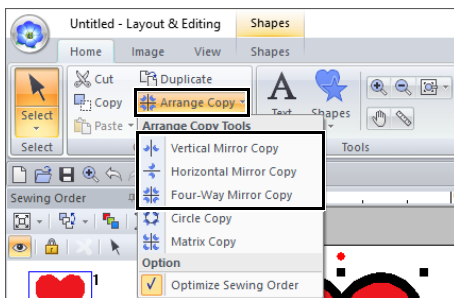 Untitled - Layout & Editing Shapes
Home Image View Shapes
Cut Duplicate
Select Copy Arrange Copy Text Shapes
Paste Arrange Copy Tools
Select Tools
Vertical Mirror Copy
Horizontal Mirror Copy
Four-Way Mirror Copy
Sewing Order
Circle Copy
Matrix Copy
Option
1
Optimize Sewing Order